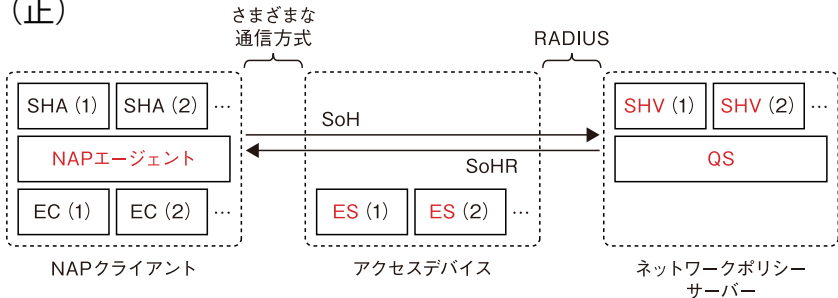 (正)
さまざまな
通信方式
RADIUS
SHA (1)
SHA (2)
…
SoH
SHV (1)
SHV (2)
…
NAPエージェント
SoHR
QS
EC (1)
EC (2)
…
ES (1)
ES (2)
…
NAPクライアント
アクセスデバイス
ネットワークポリシー
サーバー